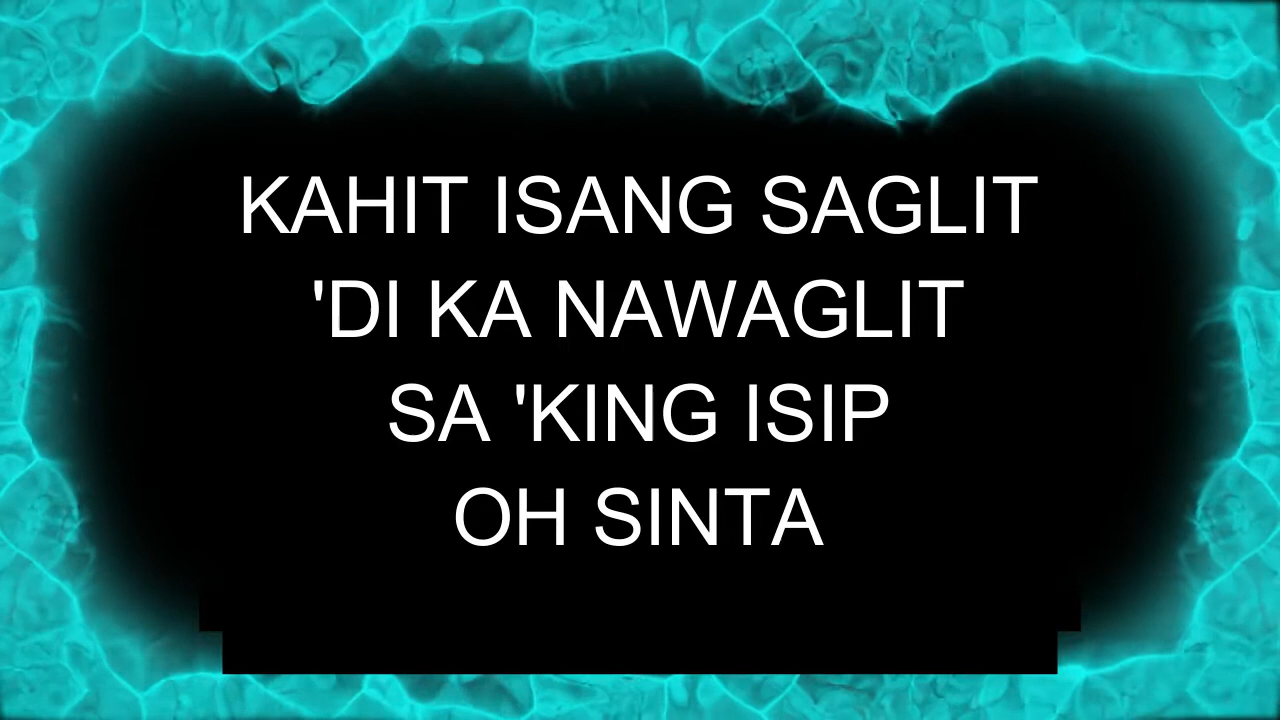 KAHIT ISANG SAGLIT
'DI KA NAWAGLIT
SA 'KING ISIP
OH SINTA